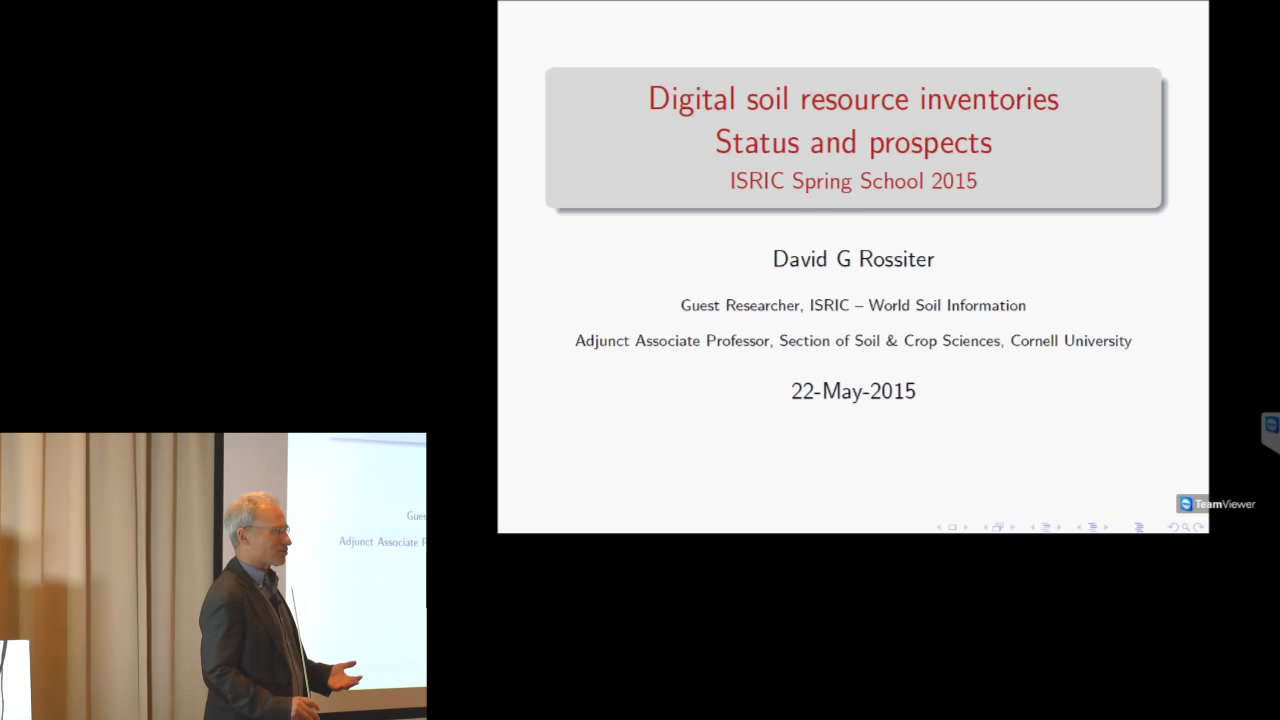 Digital soil resource inventories
Status and prospects
ISRIC Spring School 2015
David G Rossiter
Guest Researcher, ISRIC – World Soil Information
Adjunct Associate Professor, Section of Soil & Crop Sciences, Cornell University
22-May-2015
TeamViewer
Gues
Adjunct Associate P